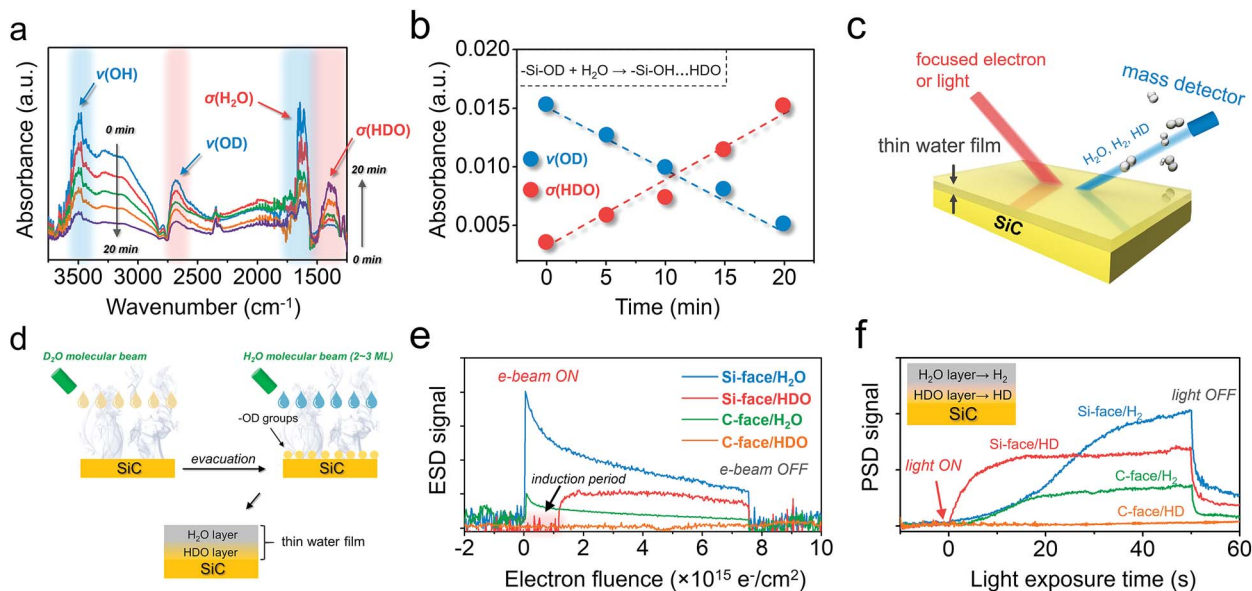 a
Absorbance (a.u.)
ν(OH)
0 min
20 min
ν(OD)
σ(H₂O)
σ(HDO)
20 min
0 min
3500 3000 2500 2000 1500
Wavenumber (cm⁻¹)
b
Absorbance (a.u.)
0.020
0.015
0.010
0.005
-Si-OD + H₂O → -Si-OH...HDO
ν(OD)
σ(HDO)
0 5 10 15 20
Time (min)
c
focused electron
or light
mass detector
H₂O, H₂, HD
thin water film
SiC
d
D₂O molecular beam
H₂O molecular beam (2~3 ML)
-OD groups
SiC
evacuation
SiC
H₂O layer
HDO layer
SiC
thin water film
e
ESD signal
e-beam ON
Si-face/H₂O
Si-face/HDO
C-face/H₂O
C-face/HDO
e-beam OFF
induction period
-2 0 2 4 6 8 10
Electron fluence (×10¹⁵ e⁻/cm²)
f
PSD signal
H₂O layer→ H₂
HDO layer→ HD
SiC
light OFF
Si-face/H₂
Si-face/HD
light ON
C-face/H₂
C-face/HD
0 20 40 60
Light exposure time (s)